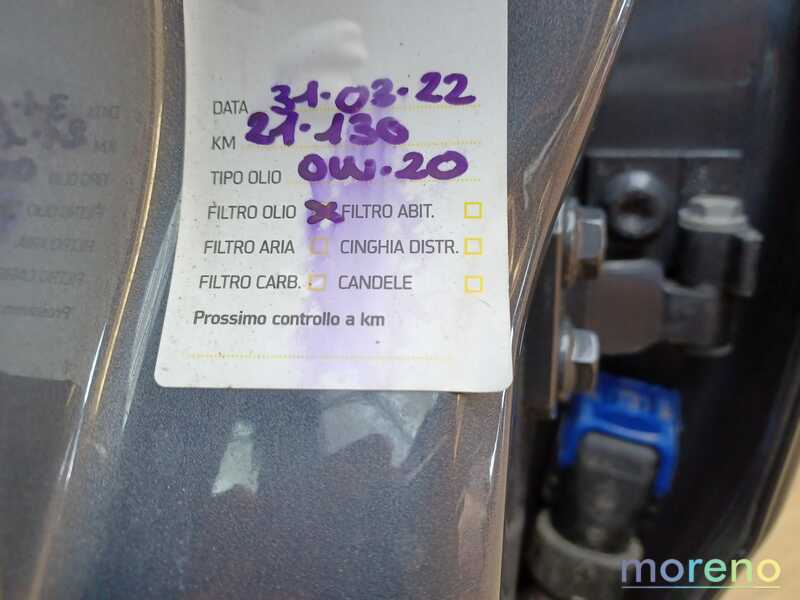 DATA 31.03.22
KM 21.130
TIPO OLIO 0W.20
FILTRO OLIO X FILTRO ABIT.
FILTRO ARIA CINGHIA DISTR.
FILTRO CARB. CANDELE
Prossimo controllo a km
moreno